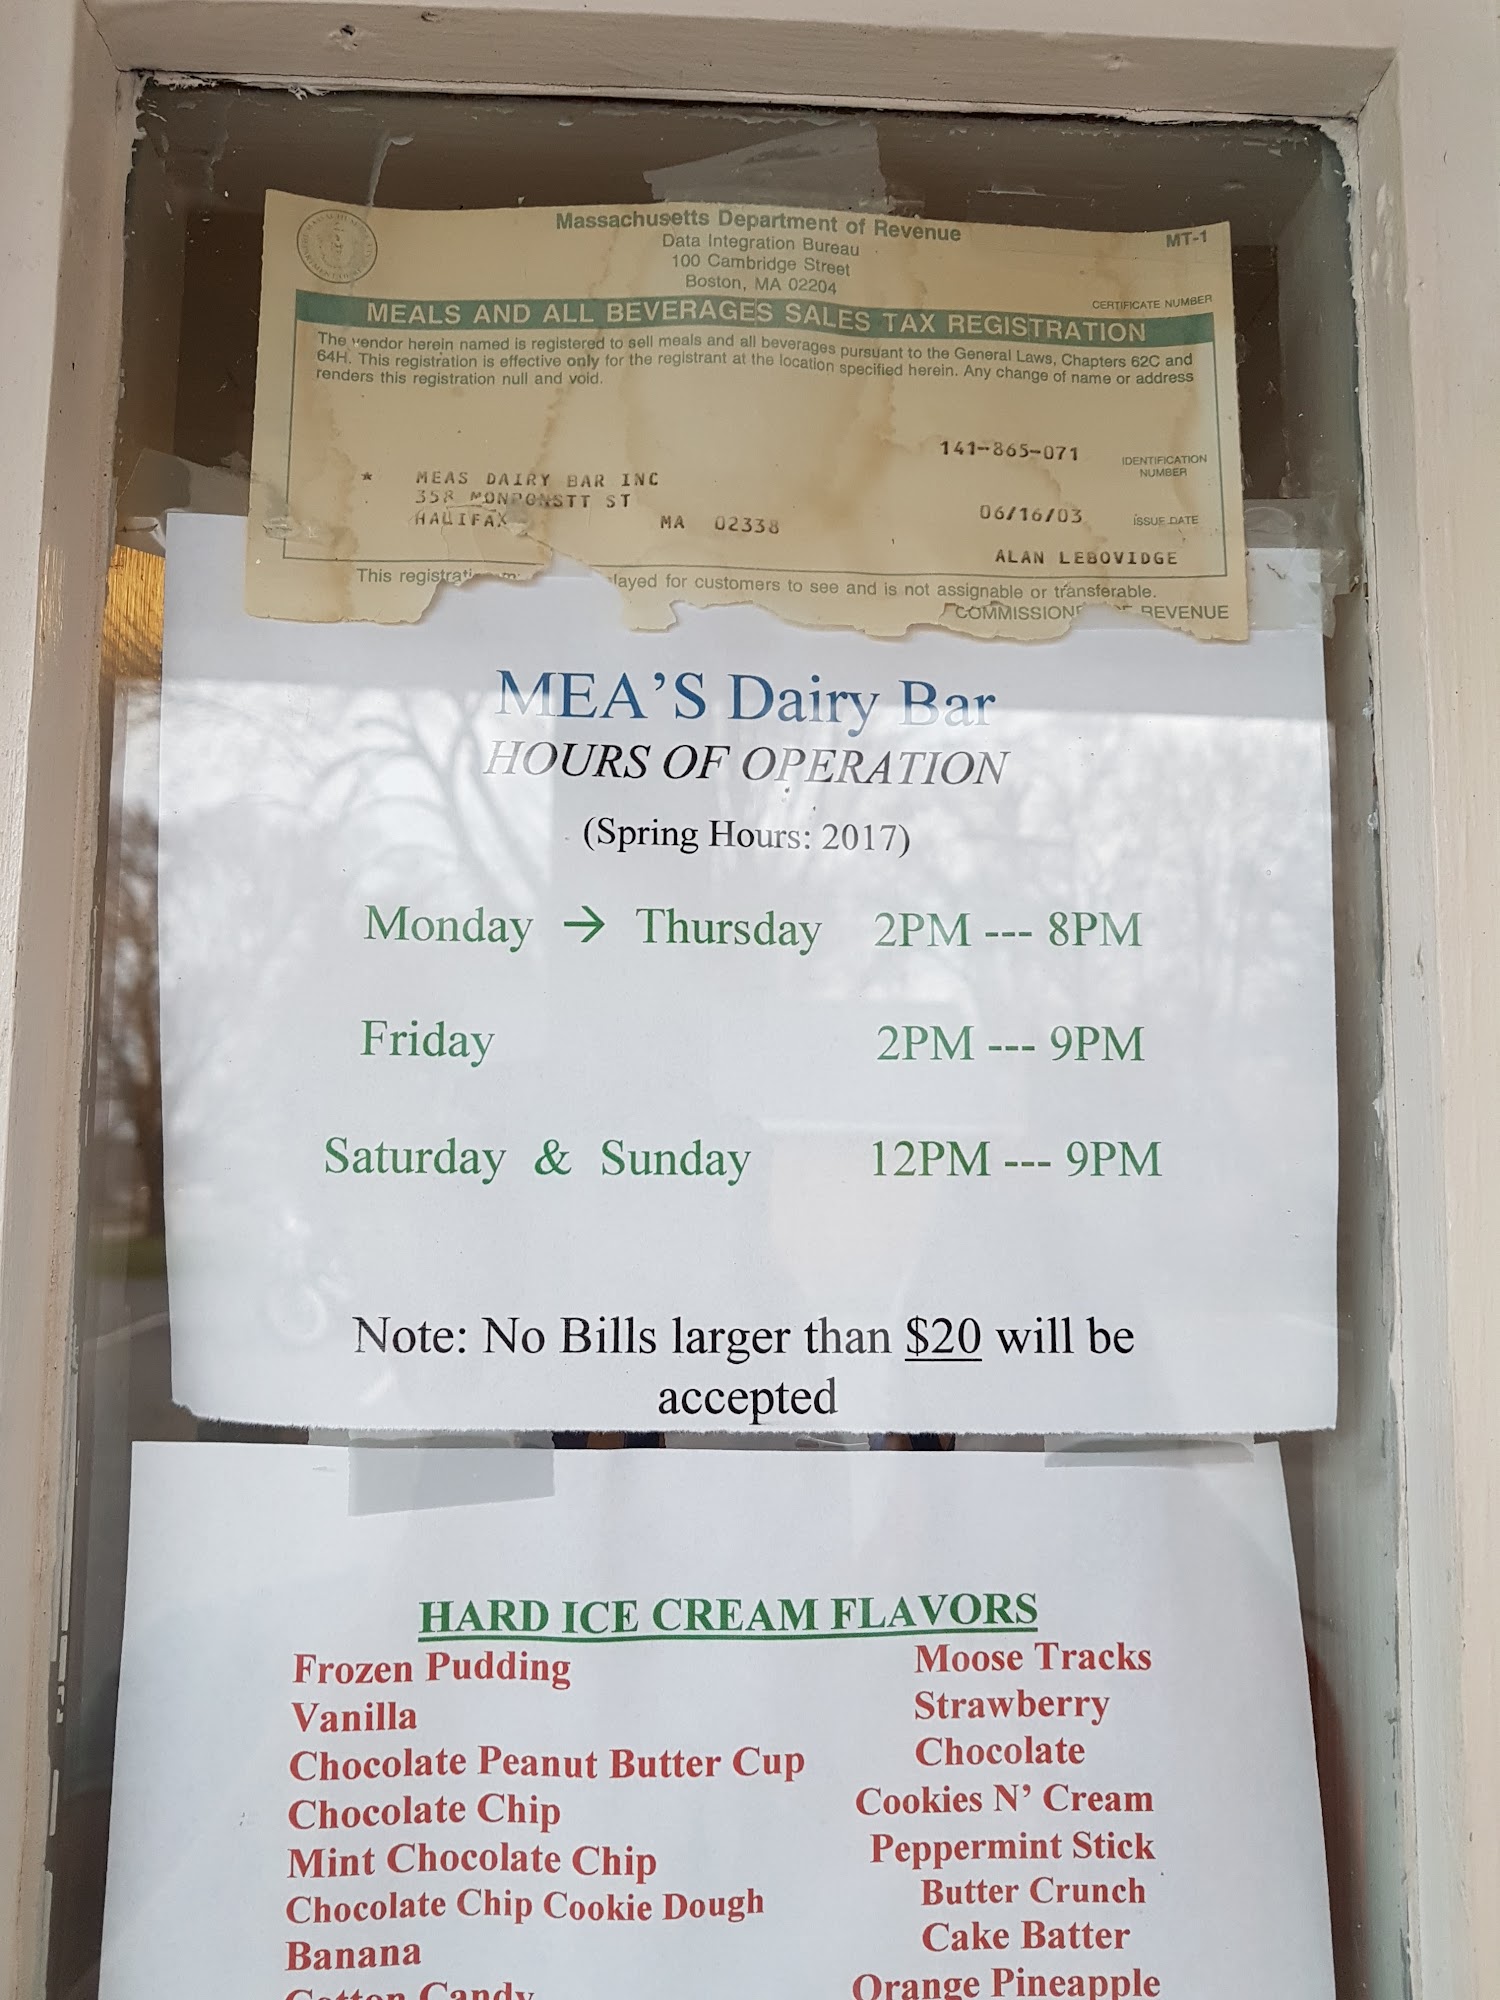 Massachusetts Department of Revenue
Data Integration Bureau
100 Cambridge Street
Boston, MA 02204
MT-1
CERTIFICATE NUMBER
MEALS AND ALL BEVERAGES SALES TAX REGISTRATION
The vendor herein named is registered to sell meals and all beverages pursuant to the General Laws, Chapters 62C and
64H. This registration is effective only for the registrant at the location specified herein. Any change of name or address
renders this registration null and void.
141-865-071
IDENTIFICATION
NUMBER
* MEAS DAIRY BAR INC
358 MONPONSTT ST
HALIFAX MA 02338
06/16/03
ISSUE DATE
ALAN LEBOVIDGE
This layed for customers to see and is not assignable or transferable.
COMMISSIONE REVENUE
MEA'S Dairy Bar
HOURS OF OPERATION
(Spring Hours: 2017)
Monday → Thursday 2PM --- 8PM
Friday 2PM --- 9PM
Saturday & Sunday 12PM --- 9PM
Note: No Bills larger than $20 will be
accepted
HARD ICE CREAM FLAVORS
Frozen Pudding
Vanilla
Chocolate Peanut Butter Cup
Chocolate Chip
Mint Chocolate Chip
Chocolate Chip Cookie Dough
Banana
Cotton Candy
Moose Tracks
Strawberry
Chocolate
Cookies N' Cream
Peppermint Stick
Butter Crunch
Cake Batter
Orange Pineapple